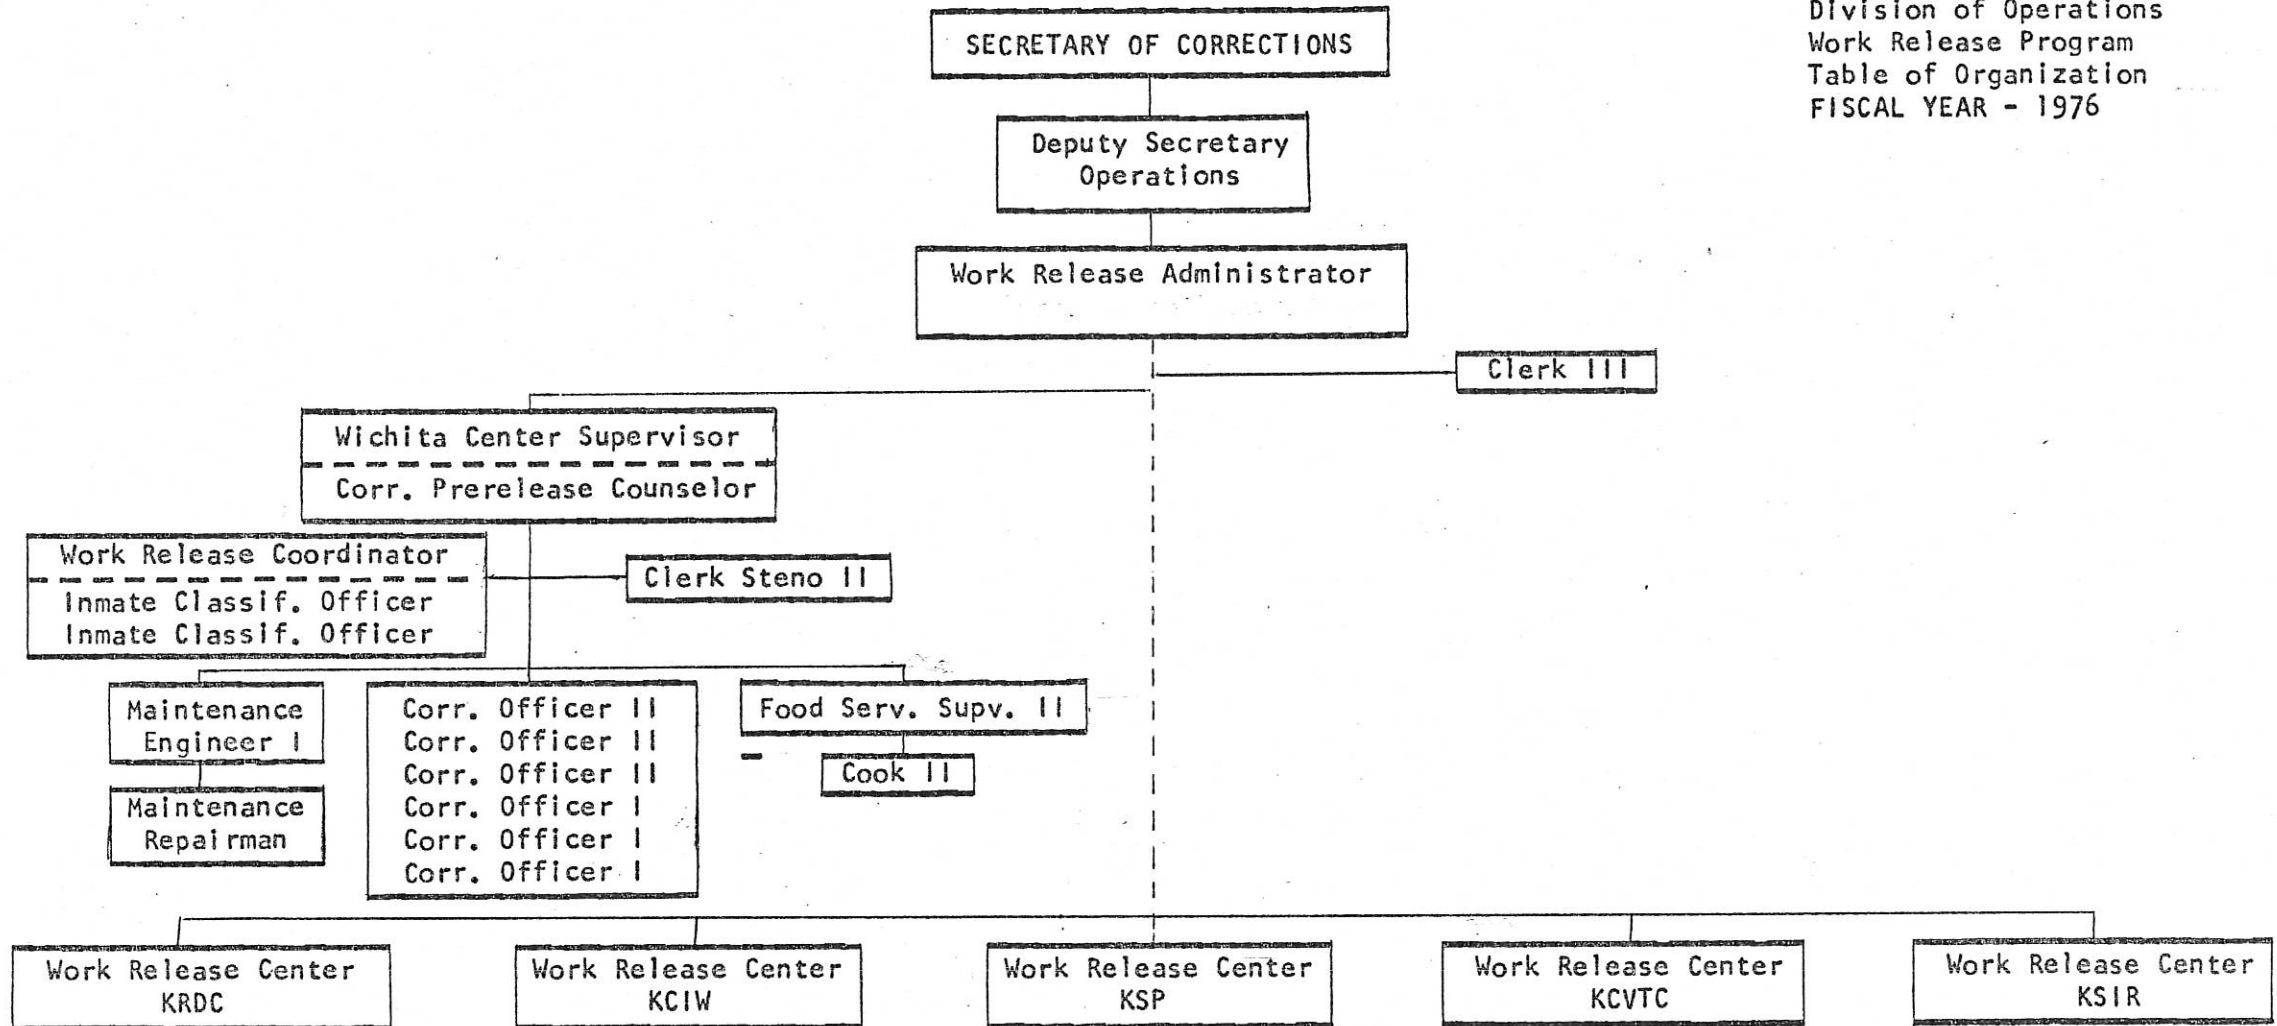 Division of Operations
Work Release Program
Table of Organization
FISCAL YEAR - 1976
SECRETARY OF CORRECTIONS
Deputy Secretary
Operations
Work Release Administrator
Clerk III
Wichita Center Supervisor
Corr. Prerelease Counselor
Work Release Coordinator
Inmate Classif. Officer
Inmate Classif. Officer
Clerk Steno II
Maintenance
Engineer I
Maintenance
Repairman
Corr. Officer II
Corr. Officer II
Corr. Officer II
Corr. Officer I
Corr. Officer I
Corr. Officer I
Food Serv. Supv. II
Cook II
Work Release Center
KRDC
Work Release Center
KCIW
Work Release Center
KSP
Work Release Center
KCVTC
Work Release Center
KSIR